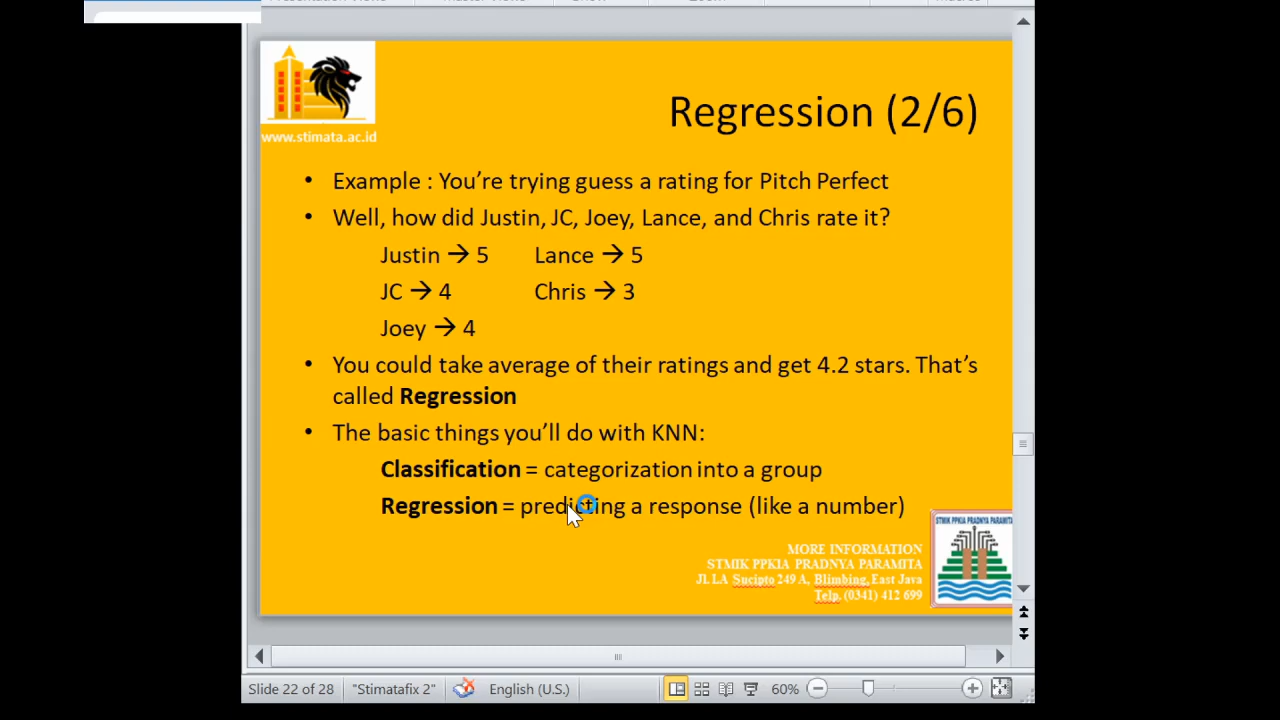 www.stimata.ac.id
Regression (2/6)
• Example : You’re trying guess a rating for Pitch Perfect
• Well, how did Justin, JC, Joey, Lance, and Chris rate it?
Justin → 5 Lance → 5
JC → 4 Chris → 3
Joey → 4
• You could take average of their ratings and get 4.2 stars. That’s
called Regression
• The basic things you’ll do with KNN:
Classification = categorization into a group
Regression = predicting a response (like a number)
STMIK PPKIA PRADNYA PARAMITA
MORE INFORMATION
STMIK PPKIA PRADNYA PARAMITA
Jl. LA Sucipto 249 A, Blimbing, East Java
Telp. (0341) 412 699
Slide 22 of 28 "Stimatafix 2" English (U.S.) 60%